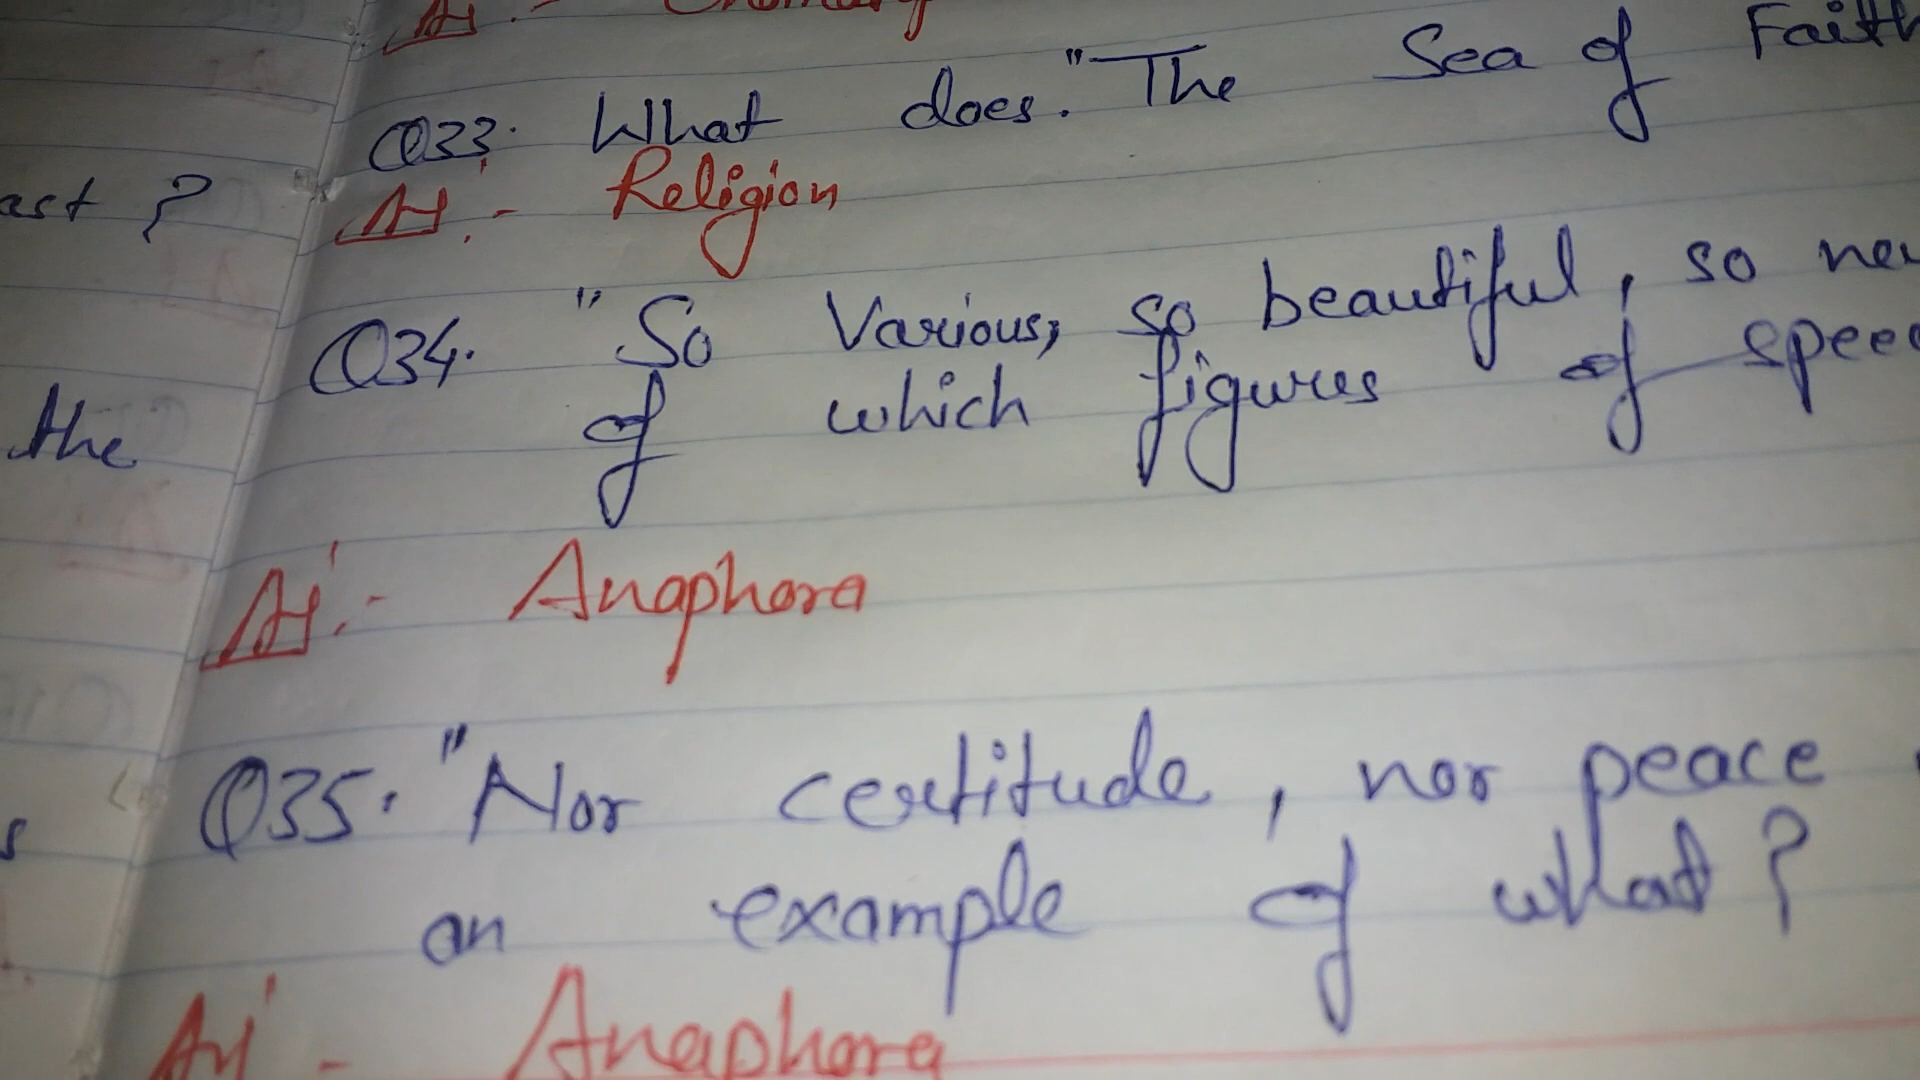 Q33. What does "The Sea of Faith
Religion
ast ?
Q34. "So Various, so beautiful, so
of which figures of
the
Anaphora
Q35. "Nor certitude, nor peace
an example of what?
s
Anaphora